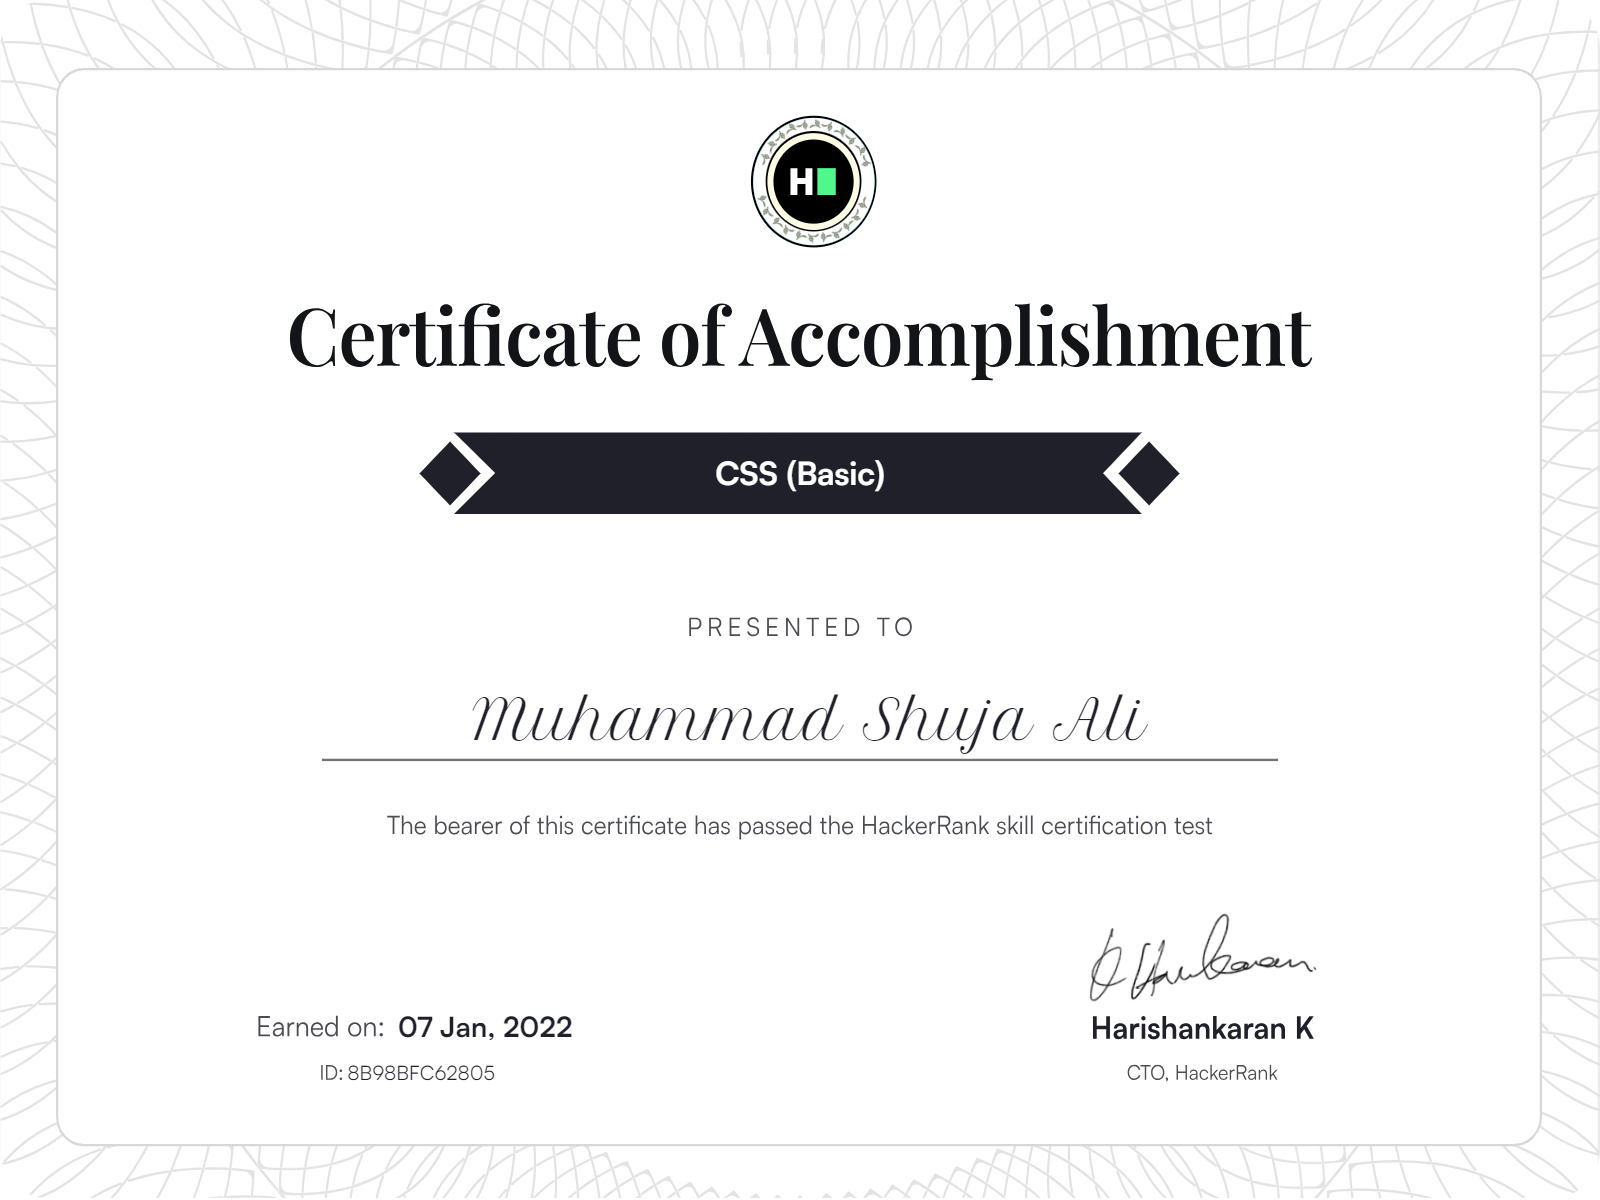 H
Certificate of Accomplishment
CSS (Basic)
PRESENTED TO
Muhammad Shuja Ali
The bearer of this certificate has passed the HackerRank skill certification test
Earned on: 07 Jan, 2022
ID: 8B98BFC62805
Harishankaran K
CTO, HackerRank